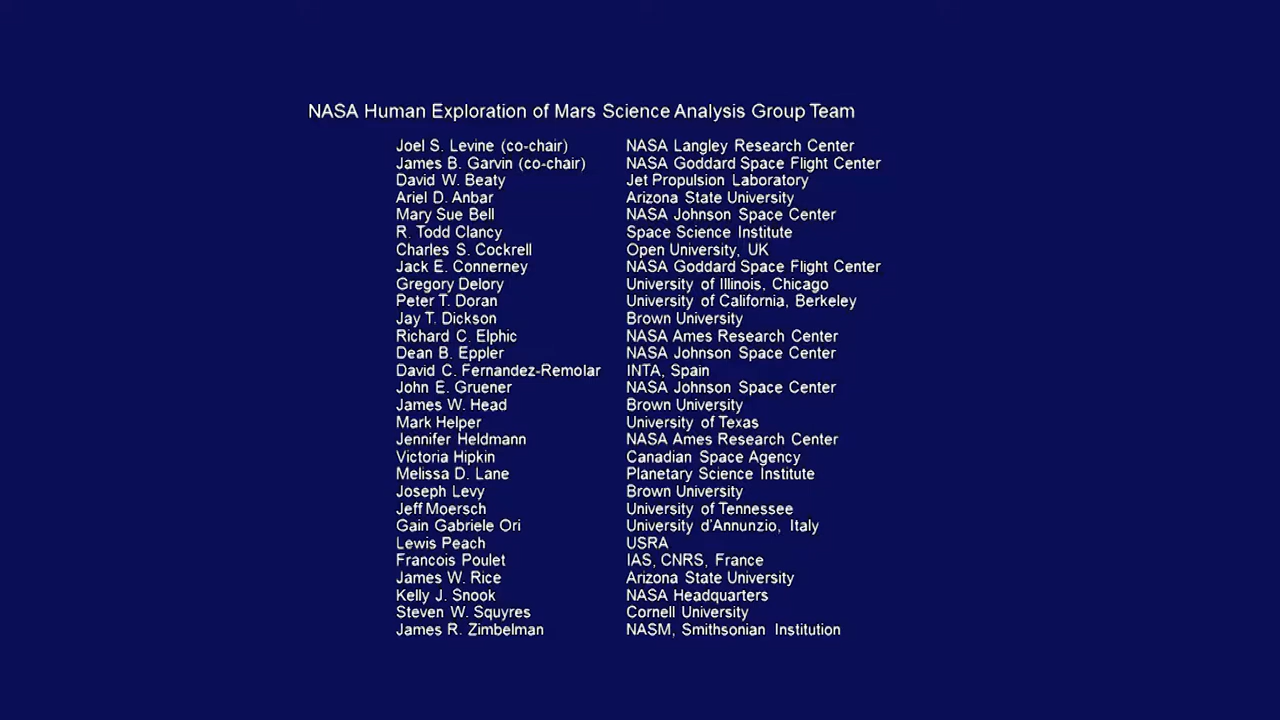 NASA Human Exploration of Mars Science Analysis Group Team
Joel S. Levine (co-chair) NASA Langley Research Center
James B. Garvin (co-chair) NASA Goddard Space Flight Center
David W. Beaty Jet Propulsion Laboratory
Ariel D. Anbar Arizona State University
Mary Sue Bell NASA Johnson Space Center
R. Todd Clancy Space Science Institute
Charles S. Cockrell Open University, UK
Jack E. Connerney NASA Goddard Space Flight Center
Gregory Delory University of Illinois, Chicago
Peter T. Doran University of California, Berkeley
Jay T. Dickson Brown University
Richard C. Elphic NASA Ames Research Center
Dean B. Eppler NASA Johnson Space Center
David C. Fernandez-Remolar INTA, Spain
John E. Gruener NASA Johnson Space Center
James W. Head Brown University
Mark Helper University of Texas
Jennifer Heldmann NASA Ames Research Center
Victoria Hipkin Canadian Space Agency
Melissa D. Lane Planetary Science Institute
Joseph Levy Brown University
Jeff Moersch University of Tennessee
Gain Gabriele Ori University d'Annunzio, Italy
Lewis Peach USRA
Francois Poulet IAS, CNRS, France
James W. Rice Arizona State University
Kelly J. Snook NASA Headquarters
Steven W. Squyres Cornell University
James R. Zimbelman NASM, Smithsonian Institution